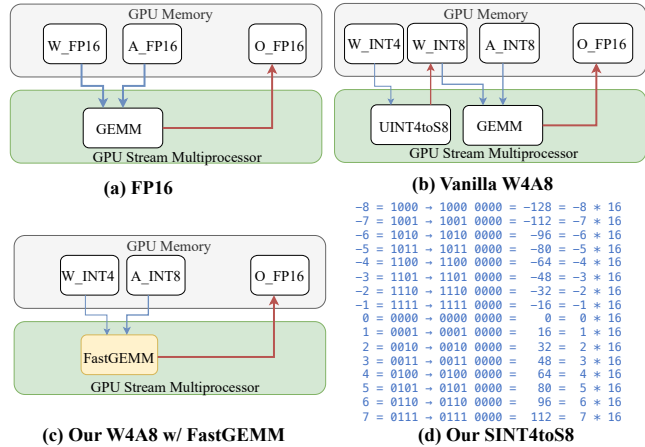 GPU Memory
W_FP16
A_FP16
O_FP16
GEMM
GPU Stream Multiprocessor
(a) FP16
GPU Memory
W_INT4
W_INT8
A_INT8
O_FP16
UINT4toS8
GEMM
GPU Stream Multiprocessor
(b) Vanilla W4A8
GPU Memory
W_INT4
A_INT8
O_FP16
FastGEMM
GPU Stream Multiprocessor
(c) Our W4A8 w/ FastGEMM
-8 = 1000 → 1000 0000 = -128 = -8 * 16
-7 = 1001 → 1001 0000 = -112 = -7 * 16
-6 = 1010 → 1010 0000 = -96 = -6 * 16
-5 = 1011 → 1011 0000 = -80 = -5 * 16
-4 = 1100 → 1100 0000 = -64 = -4 * 16
-3 = 1101 → 1101 0000 = -48 = -3 * 16
-2 = 1110 → 1110 0000 = -32 = -2 * 16
-1 = 1111 → 1111 0000 = -16 = -1 * 16
0 = 0000 → 0000 0000 = 0 = 0 * 16
1 = 0001 → 0001 0000 = 16 = 1 * 16
2 = 0010 → 0010 0000 = 32 = 2 * 16
3 = 0011 → 0011 0000 = 48 = 3 * 16
4 = 0100 → 0100 0000 = 64 = 4 * 16
5 = 0101 → 0101 0000 = 80 = 5 * 16
6 = 0110 → 0110 0000 = 96 = 6 * 16
7 = 0111 → 0111 0000 = 112 = 7 * 16
(d) Our SINT4toS8